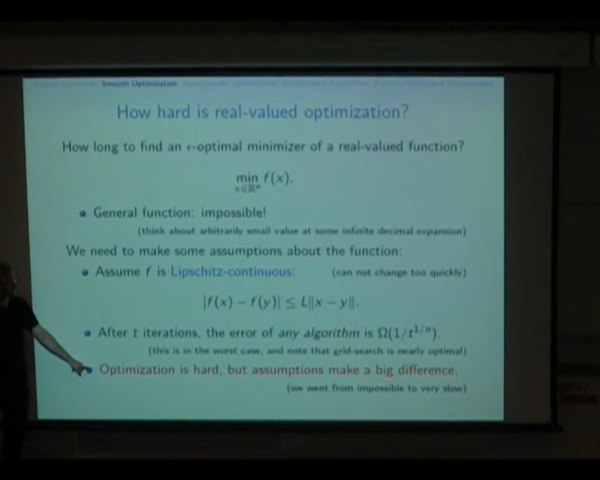 Smooth Optimization
How hard is real-valued optimization?
How long to find an ϵ-optimal minimizer of a real-valued function?
min f(x).
x∈ℝⁿ
General function: impossible!
(think about arbitrarily small value at some infinite decimal expansion)
We need to make some assumptions about the function:
Assume f is Lipschitz-continuous: (can not change too quickly)
|f(x) − f(y)| ≤ L‖x − y‖.
After t iterations, the error of any algorithm is Ω(1/t^{1/n}).
(this is in the worst case, and note that grid-search is nearly optimal)
Optimization is hard, but assumptions make a big difference.
(we went from impossible to very slow)